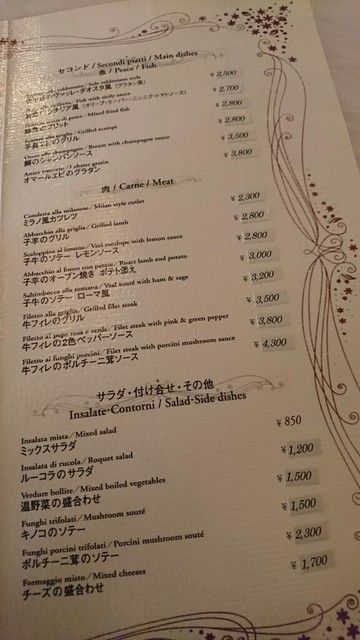 セコンド / Secondi piatti / Main dishes
魚 / Pesce / Fish
¥ 2,500
¥ 2,700
¥ 2,800
¥ 2,800
¥ 3,500
鯛のシャンパンソース
¥ 3,800
オマールエビのグラタン
肉 / Carne / Meat
Cotoletta alla milanese / Milan style cutlet
ミラノ風カツレツ ¥ 2,300
Abbacchio alla griglia / Grilled lamb
子羊のグリル ¥ 2,800
Scaloppine al limone / Veal escalope with lemon sauce
子牛のソテー レモンソース ¥ 2,800
Abbacchio al forno con patate / Roast lamb and potato
子羊のオーブン焼き ポテト添え ¥ 3,000
Saltimbocca alla romana / Veal sauté with ham & sage
子牛のソテー ローマ風 ¥ 3,200
Filetto alla griglia / Grilled filet steak
牛フィレのグリル ¥ 3,500
Filetto ai pepe rosa e verde / Filet steak with pink & green pepper
牛フィレの2色ペッパーソース ¥ 3,800
Filetto ai funghi porcini / Filet steak with porcini mushroom sauce
牛フィレのポルチーニ茸ソース ¥ 4,300
サラダ・付け合せ・その他
Insalate・Contorni / Salad・Side dishes
Insalata mista / Mixed salad
ミックスサラダ ¥ 850
Insalata di rucola / Roquet salad
ルーコラのサラダ ¥ 1,200
Verdure bollite / Mixed boiled vegetables
温野菜の盛合わせ ¥ 1,500
Funghi trifolati / Mushroom souté
キノコのソテー ¥ 1,500
Funghi porcini trifolati / Porcini mushroom souté
ポルチーニ茸のソテー ¥ 2,300
Formaggio misto / Mixed cheeses
チーズの盛合わせ ¥ 1,700